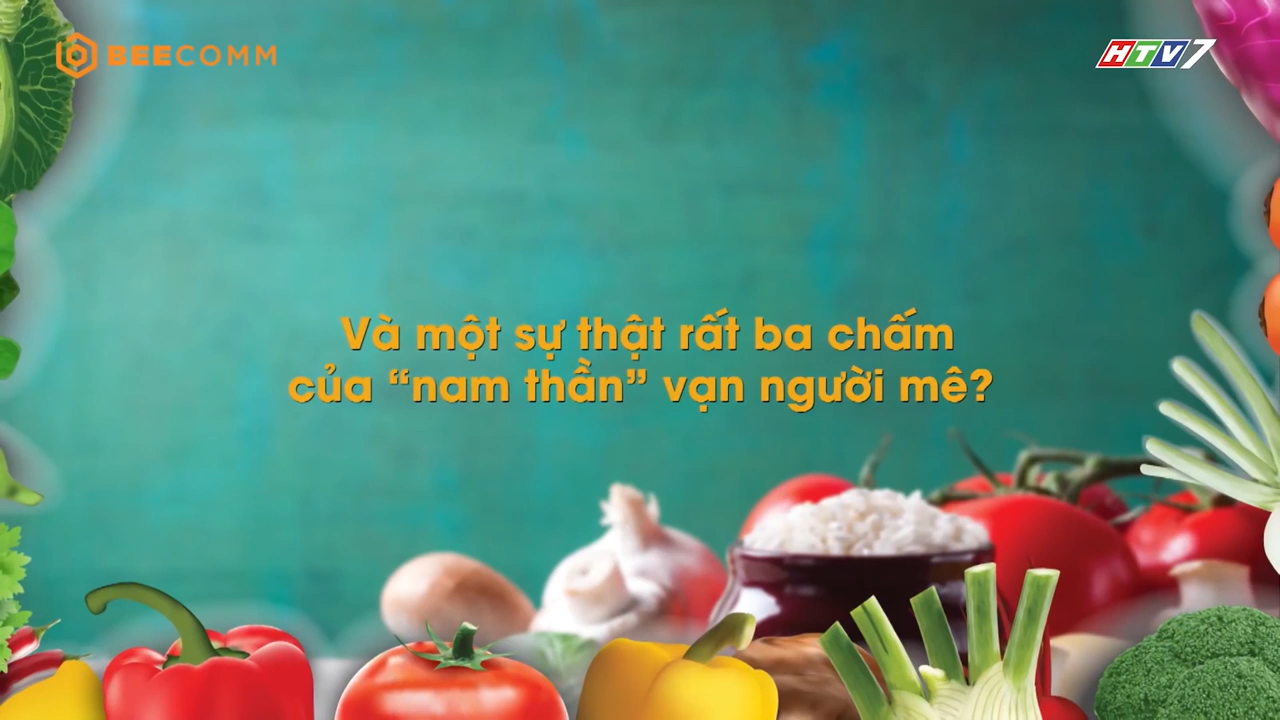 BEECOMM
HTV7
Và một sự thật rất ba chấm
của “nam thần” vạn người mê?